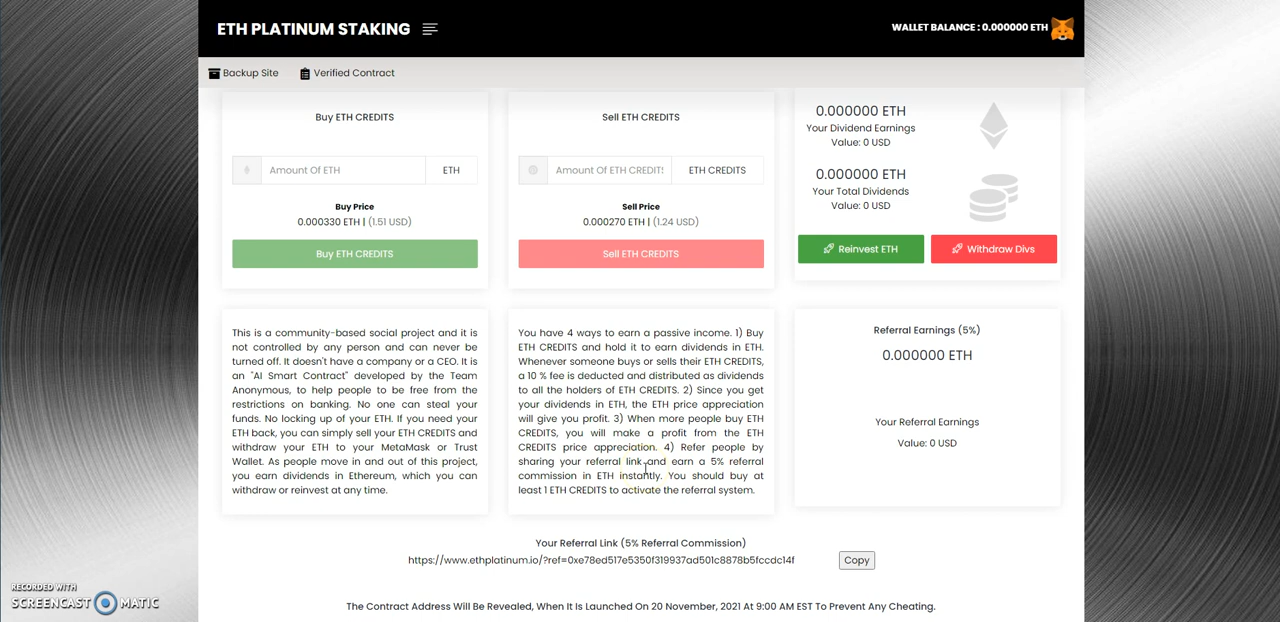 ETH PLATINUM STAKING
WALLET BALANCE : 0.000000 ETH
Backup Site
Verified Contract
Buy ETH CREDITS
Amount Of ETH
ETH
Buy Price
0.000330 ETH | (1.51 USD)
Buy ETH CREDITS
Sell ETH CREDITS
Amount Of ETH CREDITS
ETH CREDITS
Sell Price
0.000270 ETH | (1.24 USD)
Sell ETH CREDITS
0.000000 ETH
Your Dividend Earnings
Value: 0 USD
0.000000 ETH
Your Total Dividends
Value: 0 USD
Reinvest ETH
Withdraw Divs
This is a community-based social project and it is
not controlled by any person and can never be
turned off. It doesn't have a company or a CEO. It is
an "AI Smart Contract" developed by the Team
Anonymous, to help people to be free from the
restrictions on banking. No one can steal your
funds. No locking up of your ETH. If you need your
ETH back, you can simply sell your ETH CREDITS and
withdraw your ETH to your MetaMask or Trust
Wallet. As people move in and out of this project,
you earn dividends in Ethereum, which you can
withdraw or reinvest at any time.
You have 4 ways to earn a passive income. 1) Buy
ETH CREDITS and hold it to earn dividends in ETH.
Whenever someone buys or sells their ETH CREDITS,
a 10 % fee is deducted and distributed as dividends
to all the holders of ETH CREDITS. 2) Since you get
your dividends in ETH, the ETH price appreciation
will give you profit. 3) When more people buy ETH
CREDITS, you will make a profit from the ETH
CREDITS price appreciation. 4) Refer people by
sharing your referral link and earn a 5% referral
commission in ETH instantly. You should buy at
least 1 ETH CREDITS to activate the referral system.
Referral Earnings (5%)
0.000000 ETH
Your Referral Earnings
Value: 0 USD
Your Referral Link (5% Referral Commission)
https://www.ethplatinum.io/?ref=0xe78ed517e5350f319937ad501c8878b5fccdc14f
Copy
The Contract Address Will Be Revealed, When It Is Launched On 20 November, 2021 At 9:00 AM EST To Prevent Any Cheating.
RECORDED WITH
SCREENCAST MATIC